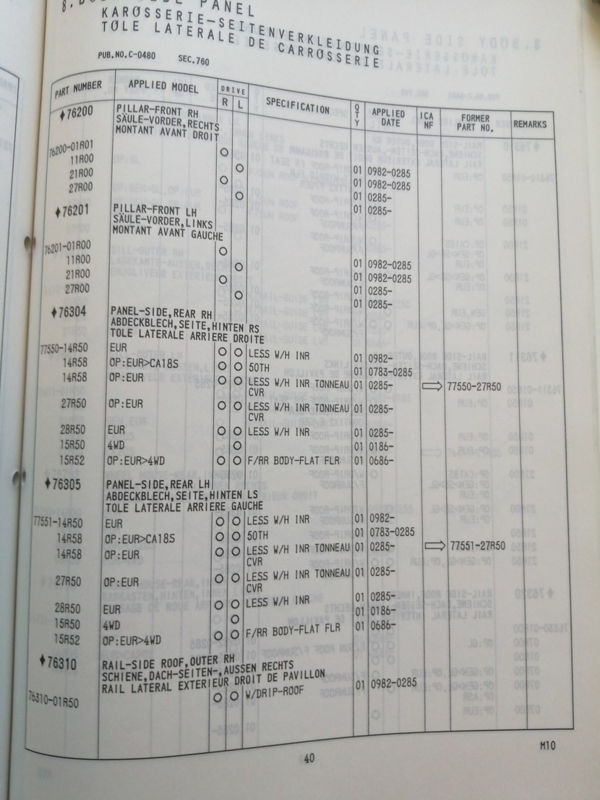 PANEL
KAROSSERIE-SEITENVERKLEIDUNG
TOLE LATERALE DE CARROSSERIE
PUB.NO.C-0480 SEC.760
PART NUMBER APPLIED MODEL DRIVE R L SPECIFICATION QTY APPLIED DATE ICA NF FORMER PART NO. REMARKS
♦76200 PILLAR-FRONT RH
SÄULE-VORDER,RECHTS
MONTANT AVANT DROIT
76200-01R01 O 01 0982-0285
11R00 O 01 0982-0285
21R00 O 01 0285-
27R00 O 01 0285-
♦76201 PILLAR-FRONT LH
SÄULE-VORDER,LINKS
MONTANT AVANT GAUCHE
76201-01R00 O 01 0982-0285
11R00 O 01 0982-0285
21R00 O 01 0285-
27R00 O 01 0285-
♦76304 PANEL-SIDE,REAR RH
ABDECKBLECH,SEITE,HINTEN RS
TOLE LATERALE ARRIERE DROITE
77550-14R50 EUR O O LESS W/H INR 01 0982-
14R58 OP:EUR>CA18S O O 50TH 01 0783-0285
14R58 OP:EUR O O LESS W/H INR TONNEAU 01 0285- ⇨ 77550-27R50
CVR
27R50 OP:EUR O O LESS W/H INR TONNEAU 01 0285-
CVR
28R50 EUR O O LESS W/H INR 01 0285-
15R50 4WD O 01 0186-
15R52 OP:EUR>4WD O O F/RR BODY-FLAT FLR 01 0686-
♦76305 PANEL-SIDE,REAR LH
ABDECKBLECH,SEITE,HINTEN LS
TOLE LATERALE ARRIERE GAUCHE
77551-14R50 EUR O O LESS W/H INR 01 0982-
14R58 OP:EUR>CA18S O O 50TH 01 0783-0285
14R58 OP:EUR O O LESS W/H INR TONNEAU 01 0285- ⇨ 77551-27R50
CVR
27R50 OP:EUR O O LESS W/H INR TONNEAU 01 0285-
CVR
28R50 EUR O O LESS W/H INR 01 0285-
15R50 4WD O 01 0186-
15R52 OP:EUR>4WD O O F/RR BODY-FLAT FLR 01 0686-
♦76310 RAIL-SIDE ROOF,OUTER RH
SCHIENE,DACH-SEITEN-,AUSSEN RECHTS
RAIL LATERAL EXTERIEUR DROIT DE PAVILLON
76310-01R50 O O W/DRIP-ROOF 01 0982-0285
40
M10